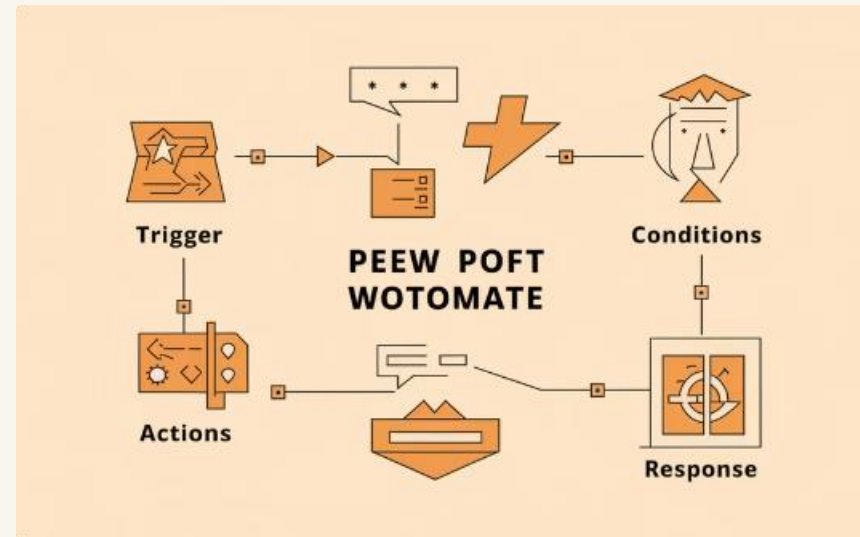 * * *
Trigger
Conditions
PEEW POFT
WOTOMATE
Actions
Response